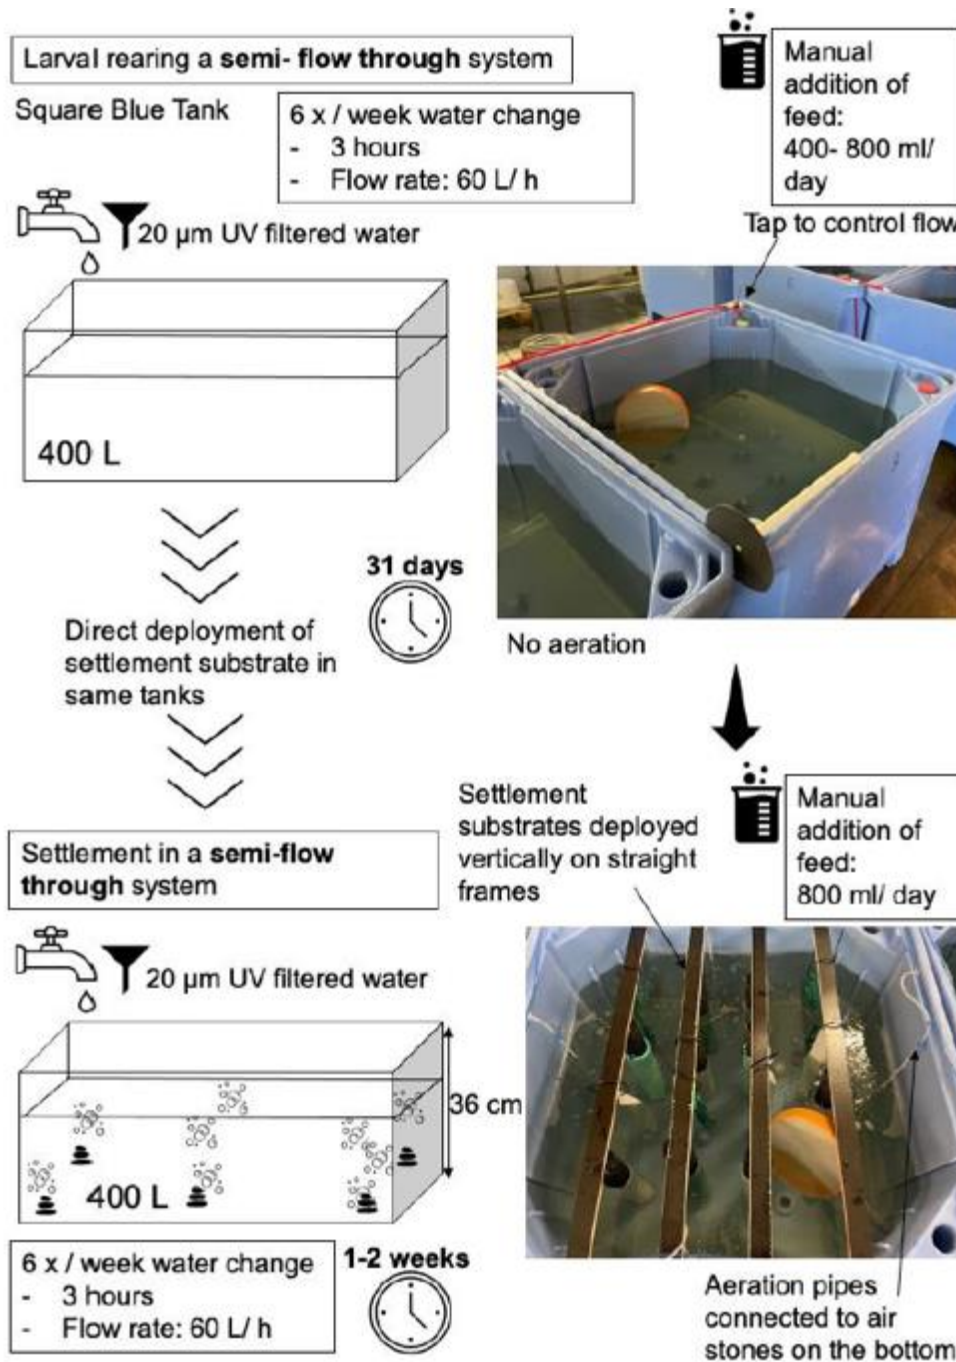 Larval rearing a semi- flow through system
Square Blue Tank
6 x / week water change
- 3 hours
- Flow rate: 60 L/ h
Manual
addition of
feed:
400- 800 ml/
day
20 µm UV filtered water
Tap to control flow
400 L
31 days
No aeration
Direct deployment of
settlement substrate in
same tanks
Settlement
substrates deployed
vertically on straight
frames
Manual
addition of
feed:
800 ml/ day
Settlement in a semi-flow
through system
20 µm UV filtered water
36 cm
400 L
6 x / week water change
- 3 hours
- Flow rate: 60 L/ h
1-2 weeks
Aeration pipes
connected to air
stones on the bottom